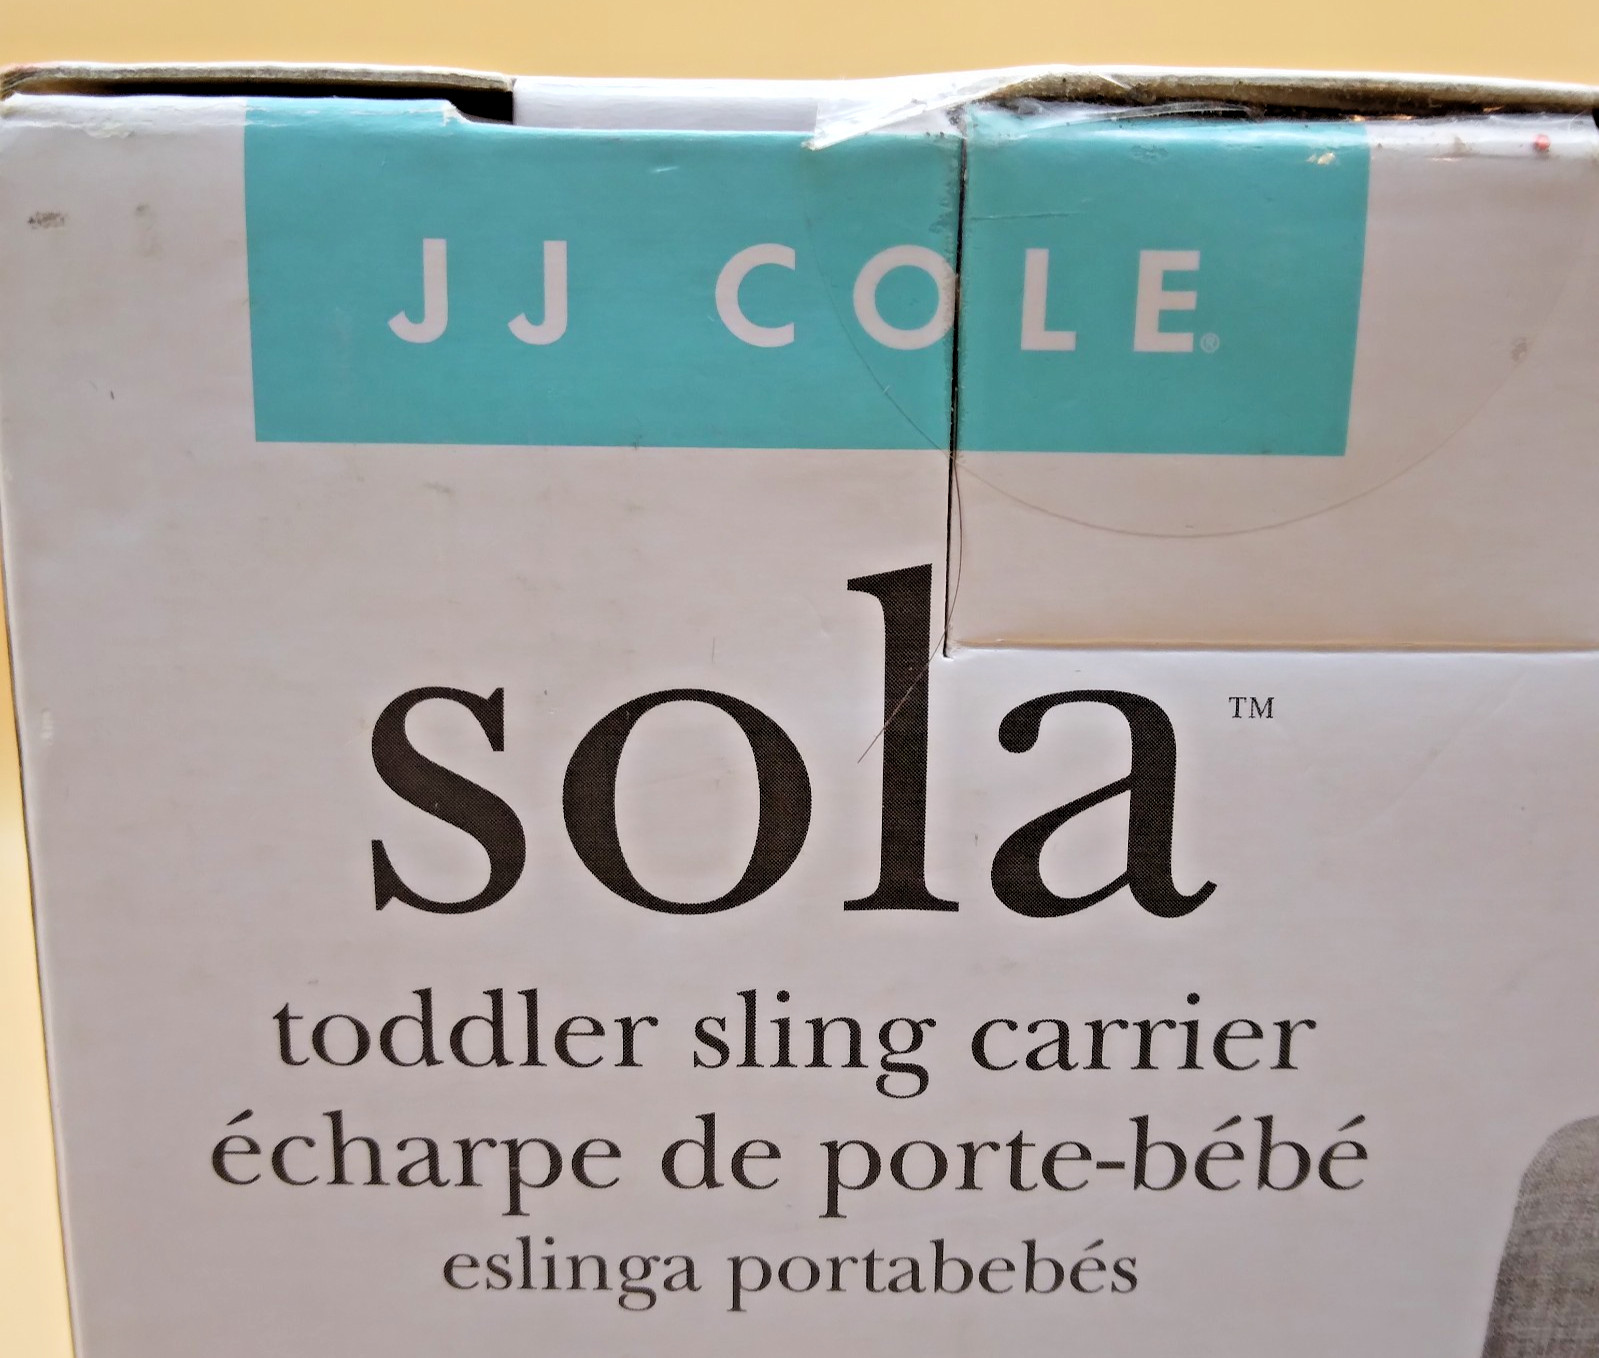 JJ COLE®
sola™
toddler sling carrier
écharpe de porte-bébé
eslinga portabebés